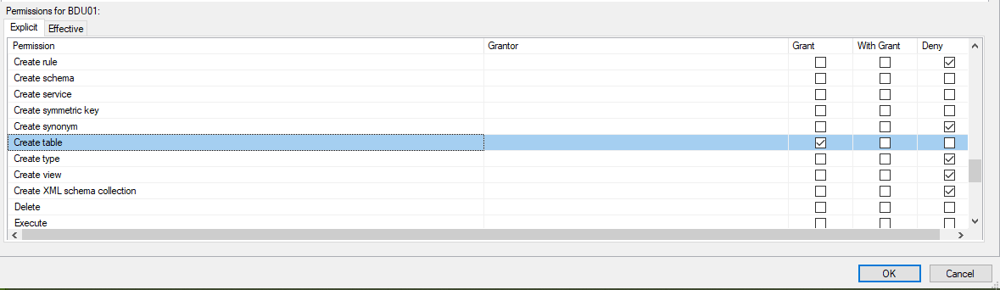 Permissions for BDU01:
Explicit Effective
Permission Grantor Grant With Grant Deny
Create rule
Create schema
Create service
Create symmetric key
Create synonym
Create table
Create type
Create view
Create XML schema collection
Delete
Execute
OK Cancel